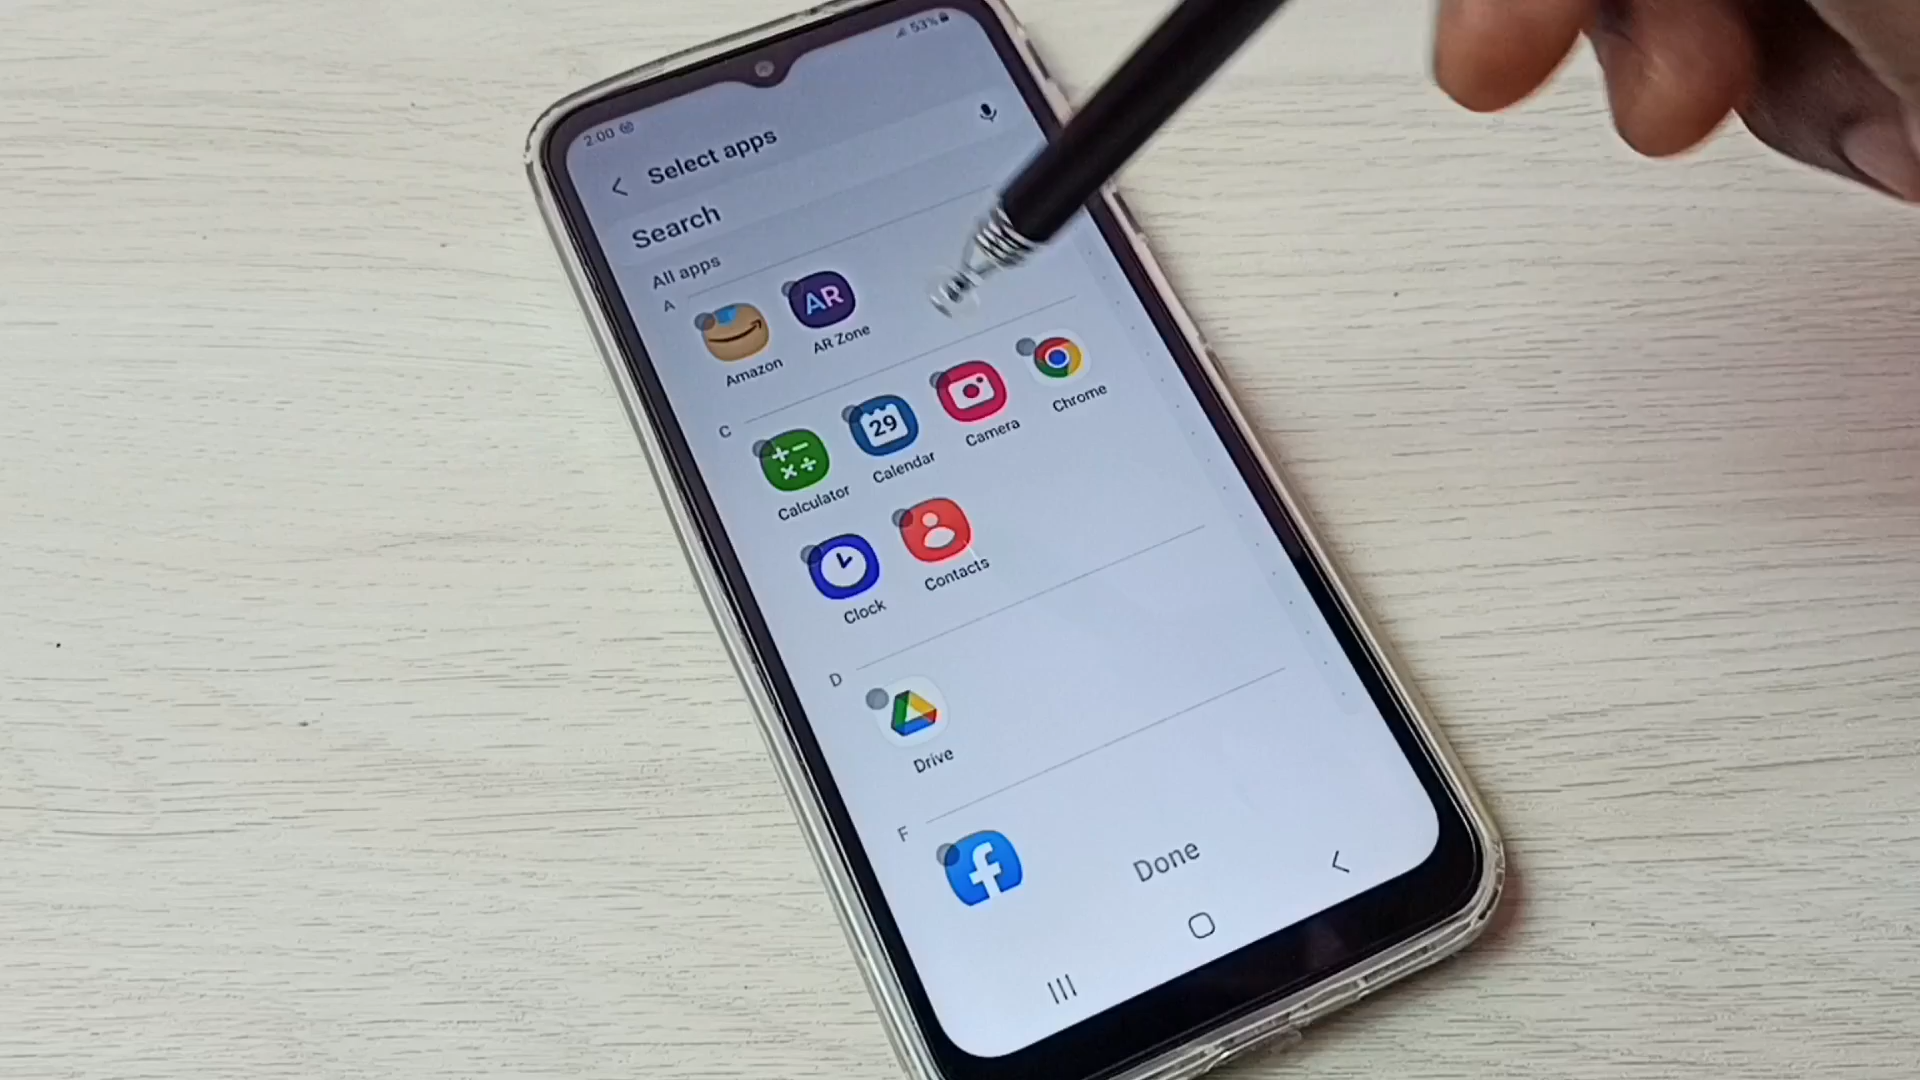 2:00
53%
Select apps
Search
All apps
A
Amazon
AR
AR Zone
C
Calculator
29
Calendar
Camera
Chrome
Clock
Contacts
D
Drive
F
f
Done